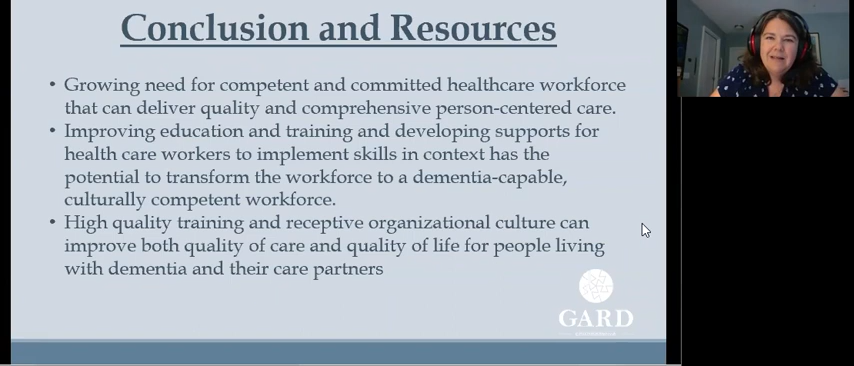 Conclusion and Resources
• Growing need for competent and committed healthcare workforce
that can deliver quality and comprehensive person-centered care.
• Improving education and training and developing supports for
health care workers to implement skills in context has the
potential to transform the workforce to a dementia-capable,
culturally competent workforce.
• High quality training and receptive organizational culture can
improve both quality of care and quality of life for people living
with dementia and their care partners
GARD